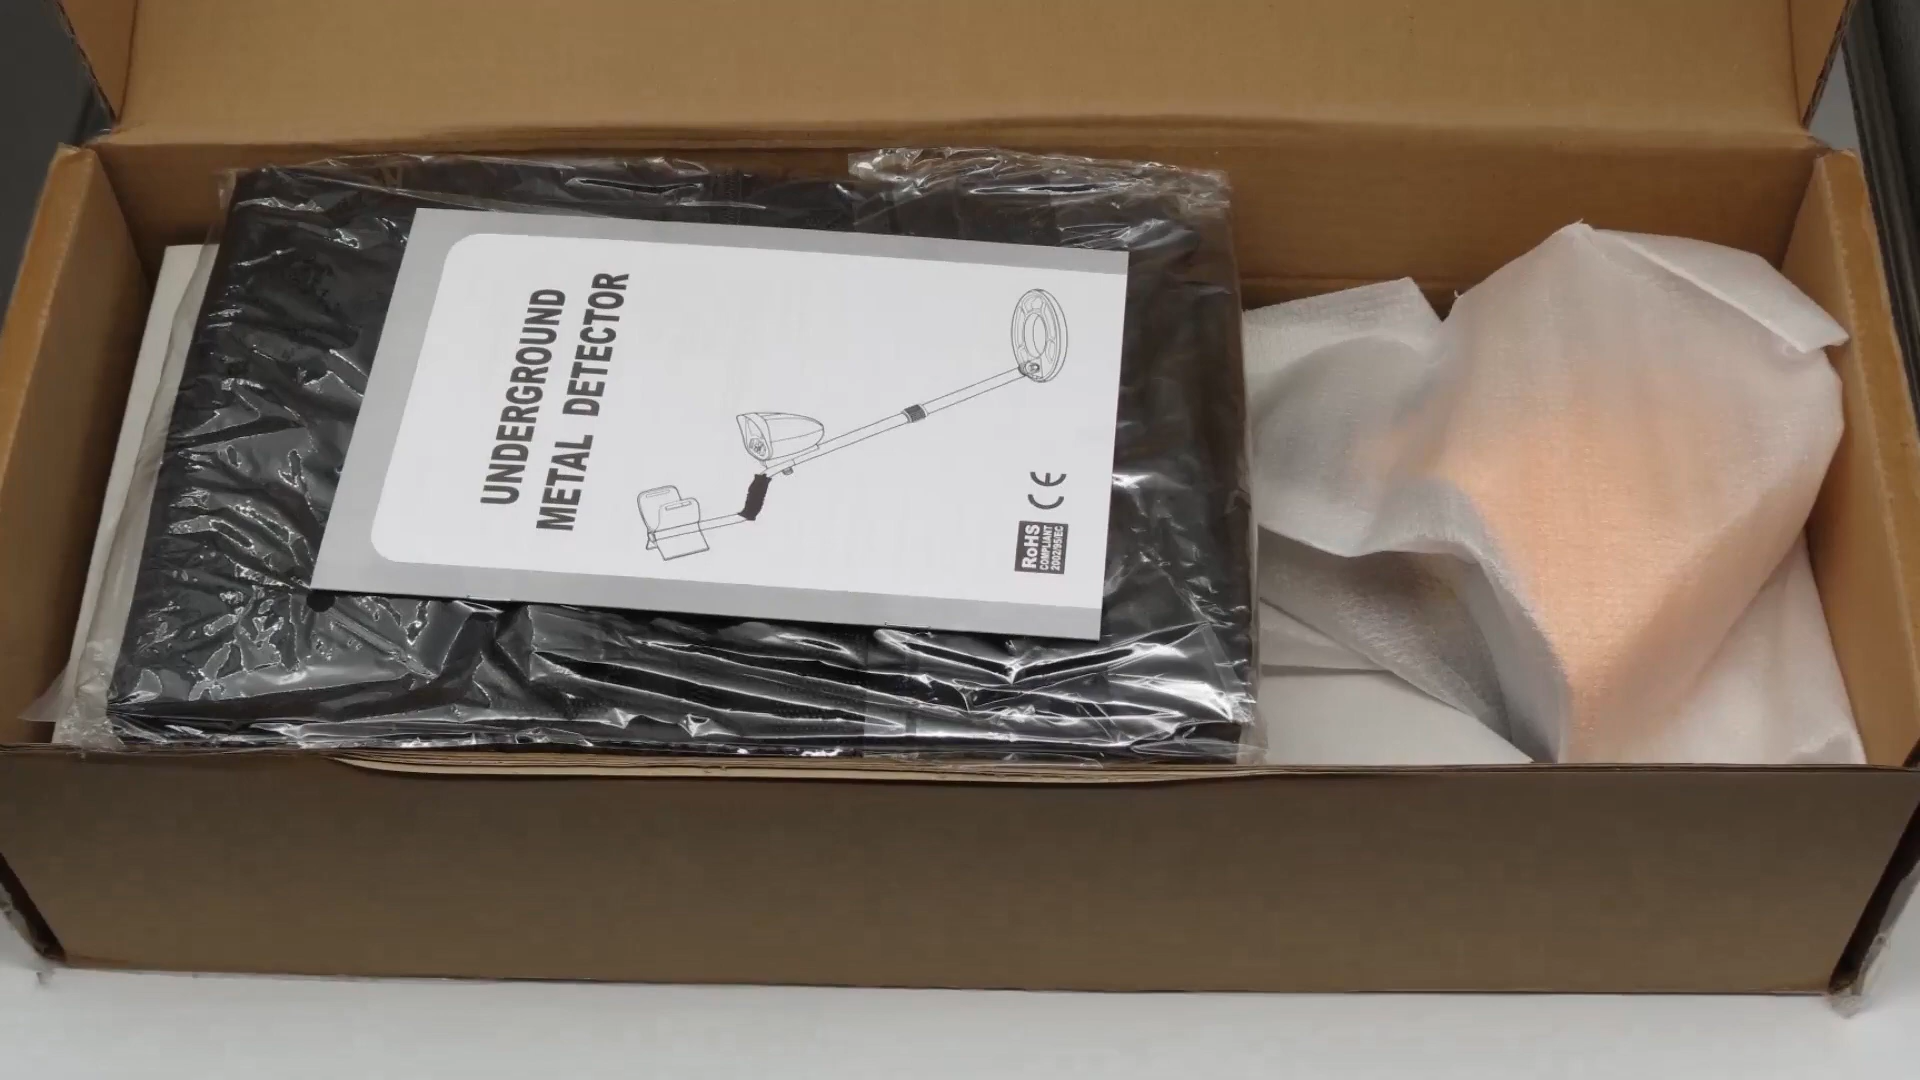 UNDERGROUND
METAL DETECTOR
CE
RoHS
COMPLIANT
2002/95/EC